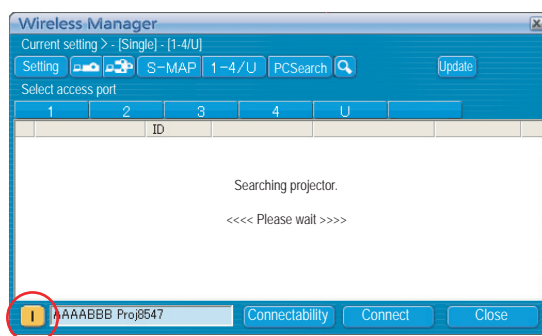 Wireless Manager
Current setting > - [Single] - [1-4/U]
Setting S-MAP 1-4/U PCSearch Update
Select access port
1 2 3 4 U
ID
Searching projector.
<<<< Please wait >>>>
I AAAABBB Proj8547 Connectability Connect Close